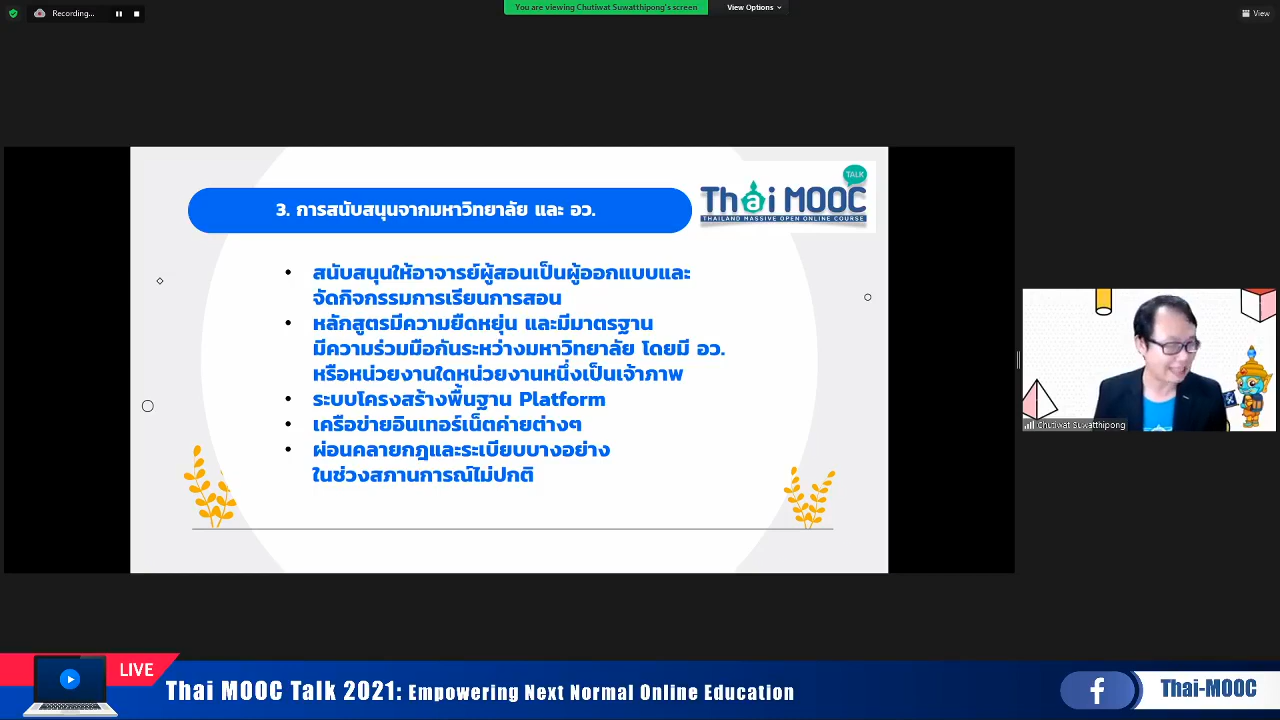 Recording...
You are viewing Chutiwat Suwatthipong's screen
View Options
View
3. การสนับสนุนจากมหาวิทยาลัย และ อว.
TALK
Thai MOOC
THAILAND MASSIVE OPEN ONLINE COURSE
• สนับสนุนให้อาจารย์ผู้สอนเป็นผู้ออกแบบและ
จัดกิจกรรมการเรียนการสอน
• หลักสูตรมีความยืดหยุ่น และมีมาตรฐาน
มีความร่วมมือกันระหว่างมหาวิทยาลัย โดยมี อว.
หรือหน่วยงานใดหน่วยงานหนึ่งเป็นเจ้าภาพ
• ระบบโครงสร้างพื้นฐาน Platform
• เครือข่ายอินเทอร์เน็ตค่ายต่างๆ
• ผ่อนคลายกฎและระเบียบบางอย่าง
ในช่วงสภานการณ์ไม่ปกติ
Chutiwat Suwatthipong
LIVE
Thai MOOC Talk 2021: Empowering Next Normal Online Education
Thai-MOOC